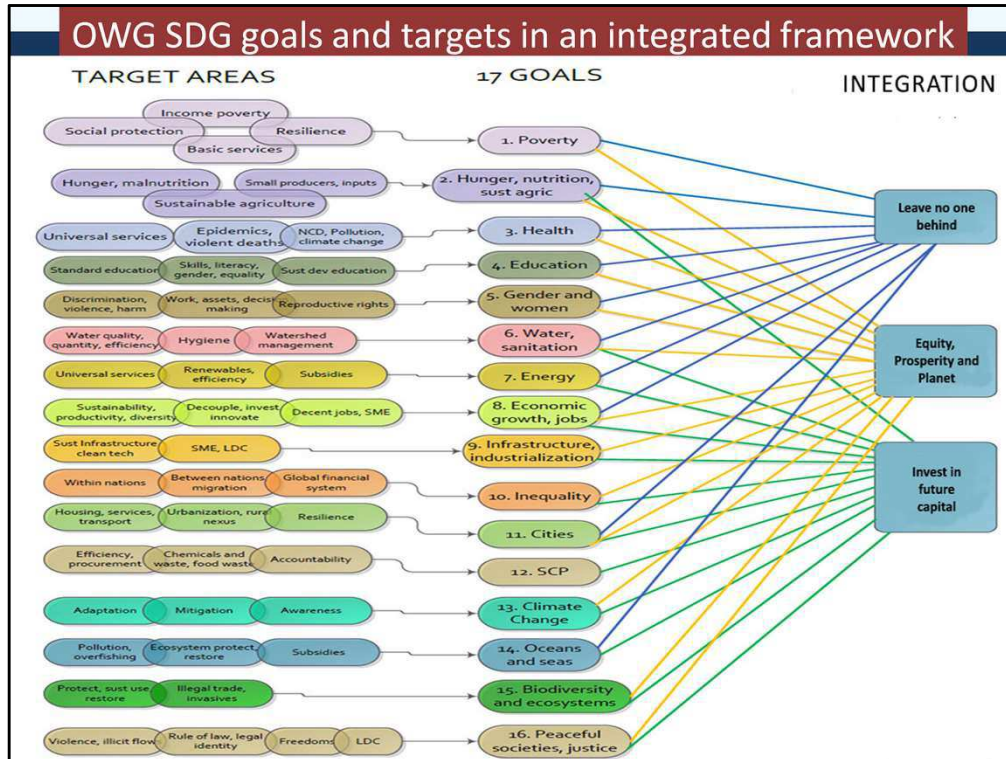 OWG SDG goals and targets in an integrated framework
TARGET AREAS
17 GOALS
INTEGRATION
Income poverty
Social protection
Resilience
Basic services
1. Poverty
Hunger, malnutrition
Small producers, inputs
Sustainable agriculture
2. Hunger, nutrition,
sust agric
Universal services
Epidemics,
violent deaths
NCD, Pollution,
climate change
3. Health
Standard education
Skills, literacy,
gender, equality
Sust dev education
4. Education
Discrimination,
violence, harm
Work, assets, decision
making
Reproductive rights
5. Gender and
women
Water quality,
quantity, efficiency
Hygiene
Watershed
management
6. Water,
sanitation
Universal services
Renewables,
efficiency
Subsidies
7. Energy
Sustainability,
productivity, diversity
Decouple, invest,
innovate
Decent jobs, SME
8. Economic
growth, jobs
Sust Infrastructure,
clean tech
SME, LDC
9. Infrastructure,
industrialization
Within nations
Between nations,
migration
Global financial
system
10. Inequality
Housing, services,
transport
Urbanization, rural
nexus
Resilience
11. Cities
Efficiency,
procurement
Chemicals and
waste, food waste
Accountability
12. SCP
Adaptation
Mitigation
Awareness
13. Climate
Change
Pollution,
overfishing
Ecosystem protect,
restore
Subsidies
14. Oceans
and seas
Protect, sust use,
restore
Illegal trade,
invasives
15. Biodiversity
and ecosystems
Violence, illicit flows
Rule of law, legal
identity
Freedoms
LDC
16. Peaceful
societies, justice
Leave no one
behind
Equity,
Prosperity and
Planet
Invest in
future
capital